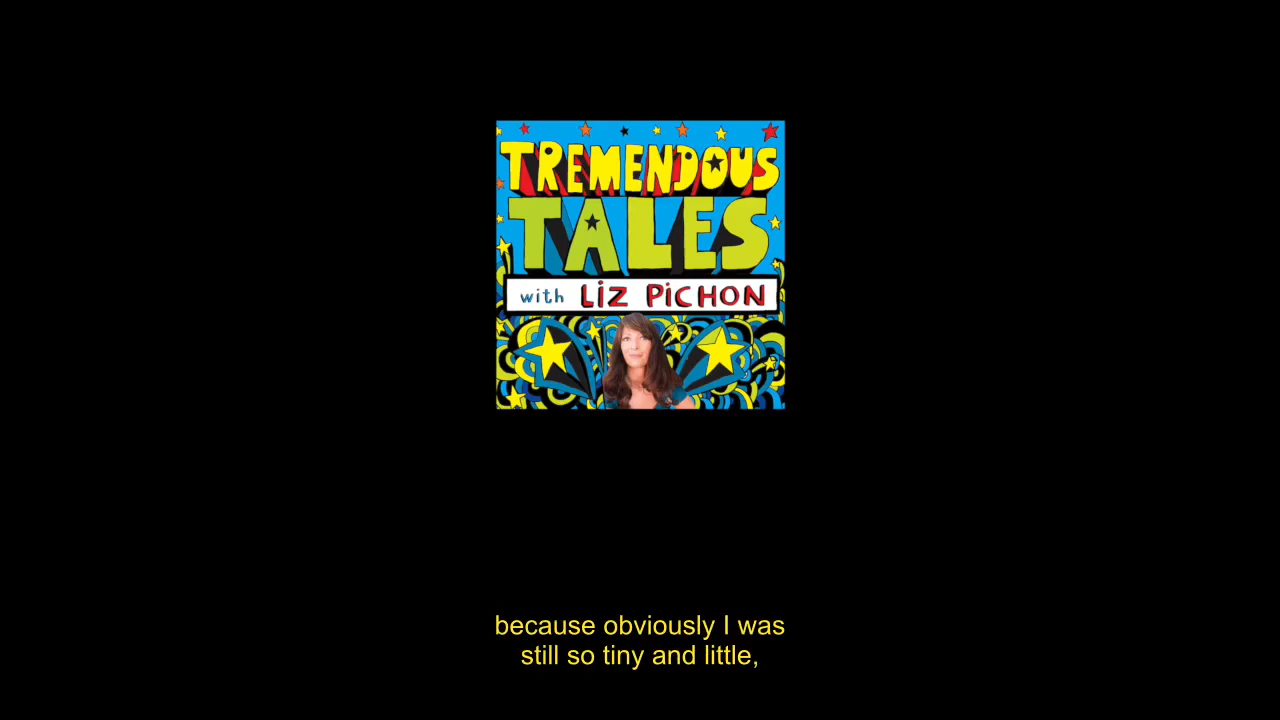 TREMENDOUS
TALES
with LiZ PiCHON
because obviously I was
still so tiny and little,